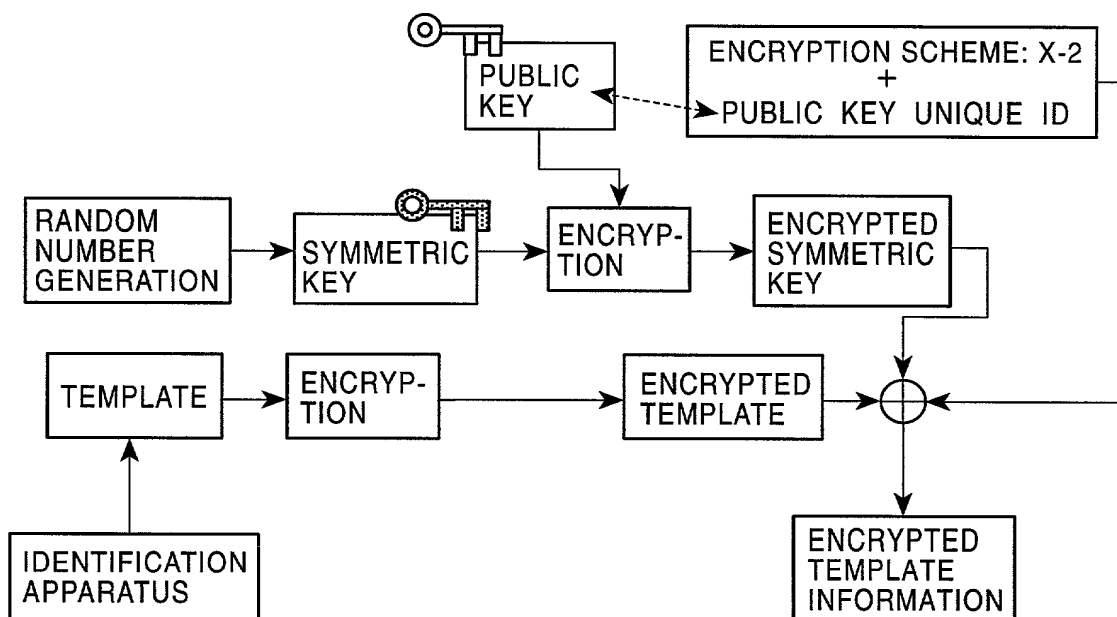 PUBLIC
KEY
ENCRYPTION SCHEME: X-2
+
PUBLIC KEY UNIQUE ID
RANDOM
NUMBER
GENERATION
SYMMETRIC
KEY
ENCRYP-
TION
ENCRYPTED
SYMMETRIC
KEY
TEMPLATE
ENCRYP-
TION
ENCRYPTED
TEMPLATE
IDENTIFICATION
APPARATUS
ENCRYPTED
TEMPLATE
INFORMATION